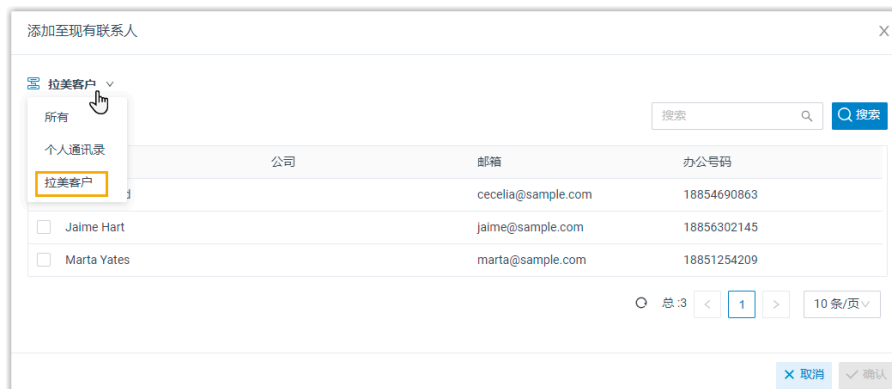 添加至现有联系人
拉美客户
所有
个人通讯录
拉美客户
搜索
搜索
公司 邮箱 办公号码
cecelia@sample.com 18854690863
Jaime Hart jaime@sample.com 18856302145
Marta Yates marta@sample.com 18851254209
总:3 < 1 > 10 条/页
取消 确认